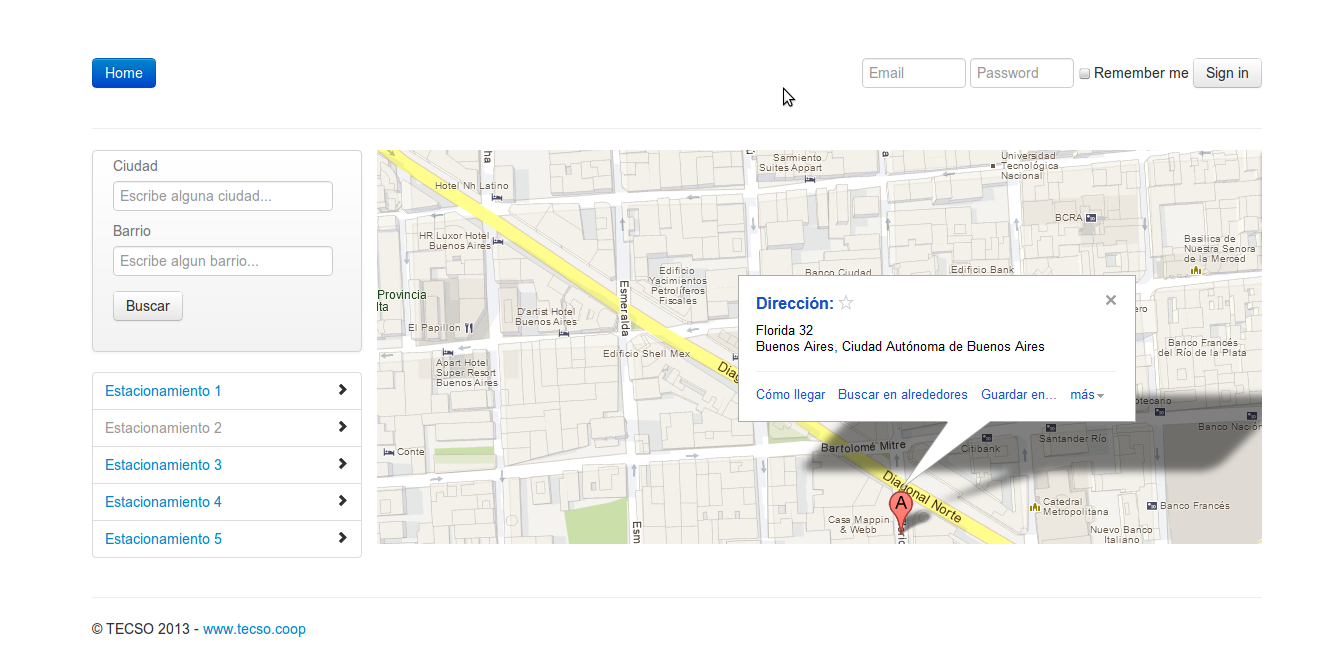 Home
Email
Password
Remember me
Sign in
Ciudad
Escribe alguna ciudad...
Barrio
Escribe algun barrio...
Buscar
Estacionamiento 1
Estacionamiento 2
Estacionamiento 3
Estacionamiento 4
Estacionamiento 5
Sarmiento
Suites Appart
Universidad
Tecnológica
Nacional
Hotel Nh Latino
BCRA
HR Luxor Hotel
Buenos Aires
Basílica de
Nuestra Senora
de la Merced
Edificio
Yacimientos
Petrolíferos
Fiscales
Banco Ciudad
Edificio Bank
Provincia
Esmeralda
D'artist Hotel
Buenos Aires
El Papillon
Edificio Shell Mex
Apart Hotel
Super Resort
Buenos Aires
Banco Francés
del Río de la Plata
Dirección:
Florida 32
Buenos Aires, Ciudad Autónoma de Buenos Aires
Cómo llegar
Buscar en alrededores
Guardar en...
más
Banco Nación
Bartolomé Mitre
Citibank
Santander Río
Conte
Diagonal Norte
A
Casa Mappin
& Webb
Catedral
Metropolitana
Banco Francés
Nuevo Banco
Italiano
© TECSO 2013 - www.tecso.coop